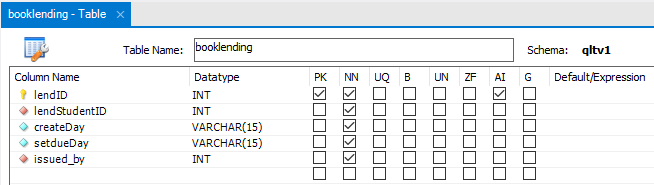 booklending - Table
Table Name: booklending Schema: qltv1
Column Name Datatype PK NN UQ B UN ZF AI G Default/Expression
lendID INT
lendStudentID INT
createDay VARCHAR(15)
setdueDay VARCHAR(15)
issued_by INT